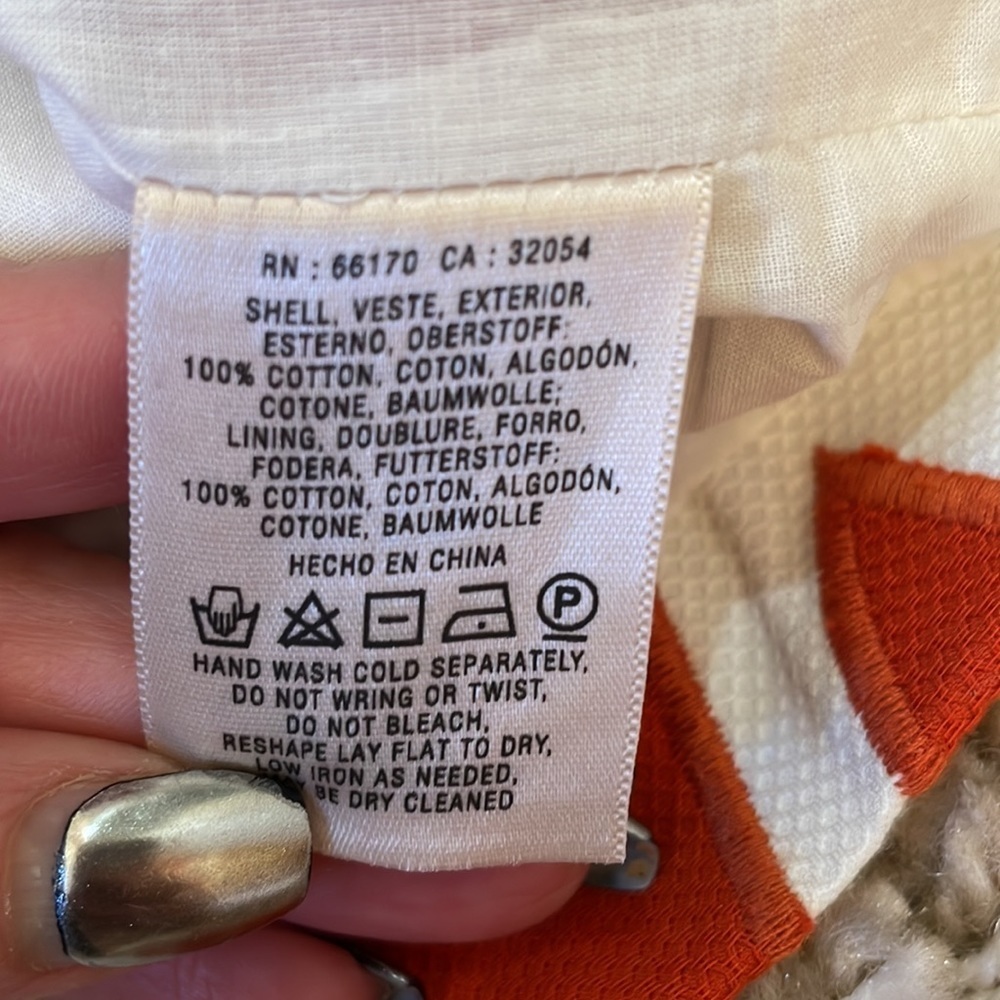 RN : 66170 CA : 32054
SHELL, VESTE, EXTERIOR,
ESTERNO, OBERSTOFF:
100% COTTON, COTON, ALGODÓN,
COTONE, BAUMWOLLE;
LINING, DOUBLURE, FORRO,
FODERA, FUTTERSTOFF:
100% COTTON, COTON, ALGODÓN,
COTONE, BAUMWOLLE
HECHO EN CHINA
P
HAND WASH COLD SEPARATELY,
DO NOT WRING OR TWIST,
DO NOT BLEACH,
RESHAPE LAY FLAT TO DRY,
LOW IRON AS NEEDED,
BE DRY CLEANED